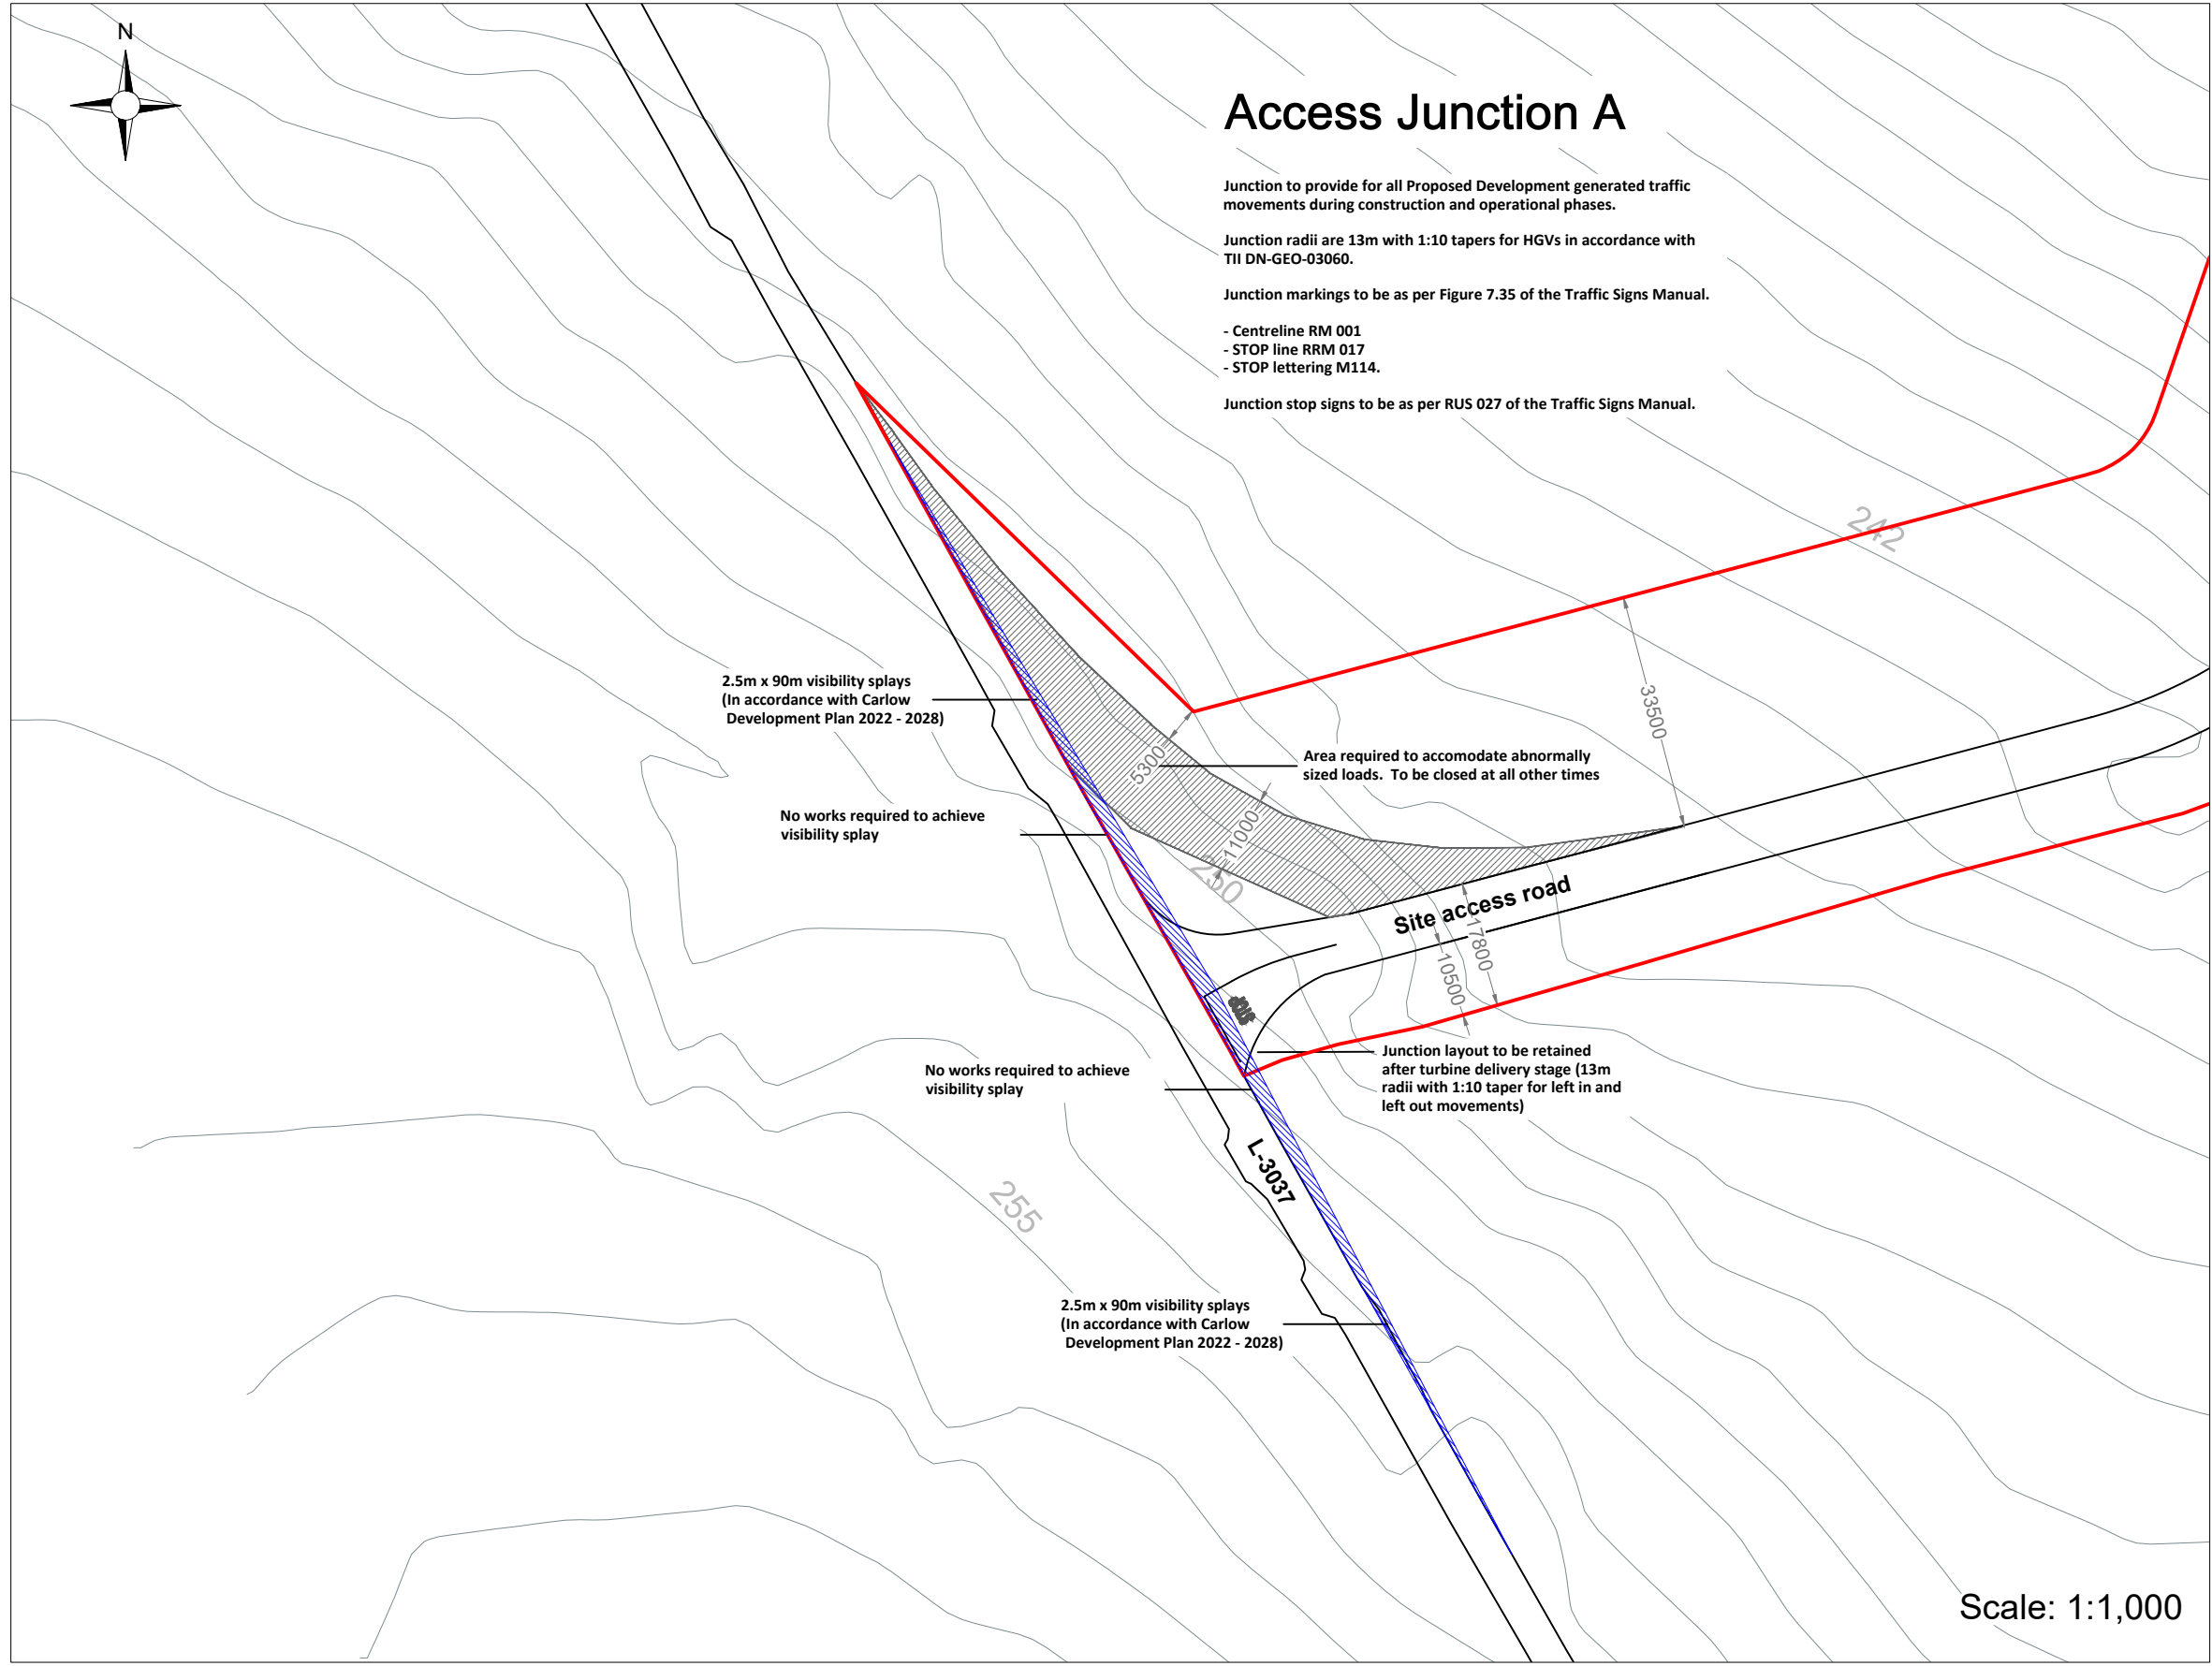 N
Access Junction A
Junction to provide for all Proposed Development generated traffic
movements during construction and operational phases.
Junction radii are 13m with 1:10 tapers for HGVs in accordance with
TII DN-GEO-03060.
Junction markings to be as per Figure 7.35 of the Traffic Signs Manual.
- Centreline RM 001
- STOP line RRM 017
- STOP lettering M114.
Junction stop signs to be as per RUS 027 of the Traffic Signs Manual.
242
2.5m x 90m visibility splays
(In accordance with Carlow
Development Plan 2022 - 2028)
33500
5300
Area required to accomodate abnormally
sized loads. To be closed at all other times
No works required to achieve
visibility splay
11000
250
Site access road
17800
10500
Junction layout to be retained
after turbine delivery stage (13m
radii with 1:10 taper for left in and
left out movements)
No works required to achieve
visibility splay
L-3037
255
2.5m x 90m visibility splays
(In accordance with Carlow
Development Plan 2022 - 2028)
Scale: 1:1,000